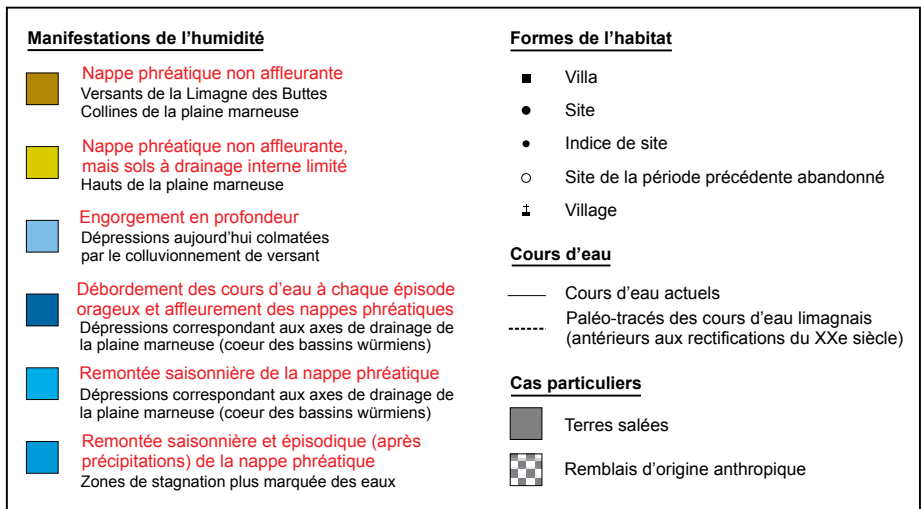 Manifestations de l'humidité
Nappe phréatique non affleurante
Versants de la Limagne des Buttes
Collines de la plaine marneuse
Nappe phréatique non affleurante,
mais sols à drainage interne limité
Hauts de la plaine marneuse
Engorgement en profondeur
Dépressions aujourd'hui colmatées
par le colluvionnement de versant
Débordement des cours d'eau à chaque épisode
orageux et affleurement des nappes phréatiques
Dépressions correspondant aux axes de drainage de
la plaine marneuse (coeur des bassins würmiens)
Remontée saisonnière de la nappe phréatique
Dépressions correspondant aux axes de drainage de
la plaine marneuse (coeur des bassins würmiens)
Remontée saisonnière et épisodique (après
précipitations) de la nappe phréatique
Zones de stagnation plus marquée des eaux
Formes de l'habitat
Villa
Site
Indice de site
Site de la période précédente abandonné
Village
Cours d'eau
Cours d'eau actuels
Paléo-tracés des cours d'eau limagnais
(antérieurs aux rectifications du XXe siècle)
Cas particuliers
Terres salées
Remblais d'origine anthropique